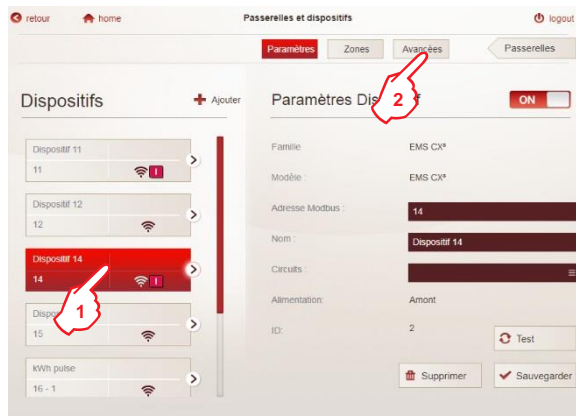 retour
home
Passerelles et dispositifs
logout
Paramètres
Zones
Avancées
Passerelles
Dispositifs
Ajouter
Dispositif 11
11
I
Dispositif 12
12
Dispositif 14
14
I
1
15
kWh pulse
16 - 1
Paramètres
2
ON
Famille
EMS CX³
Modèle :
EMS CX³
Adresse Modbus :
14
Nom :
Dispositif 14
Circuits :
Alimentation:
Amont
ID:
2
Test
Supprimer
Sauvegarder